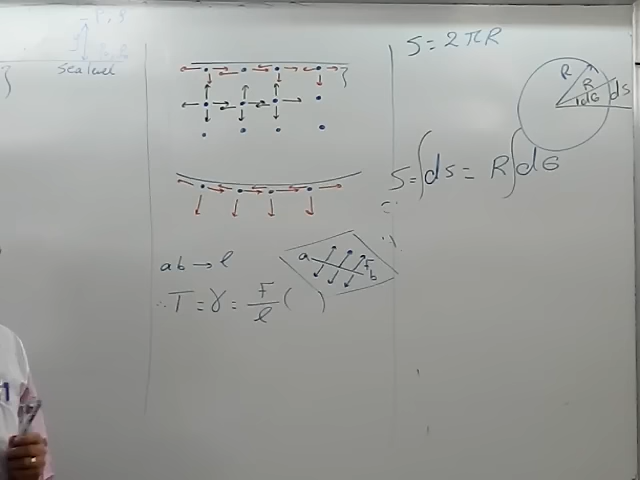 sea level
}
}
ab → l
∴ T = γ = F/l ( )
a
F
b
S = 2πR
R
R
dθ
ds
S = ∫ds = R∫dθ